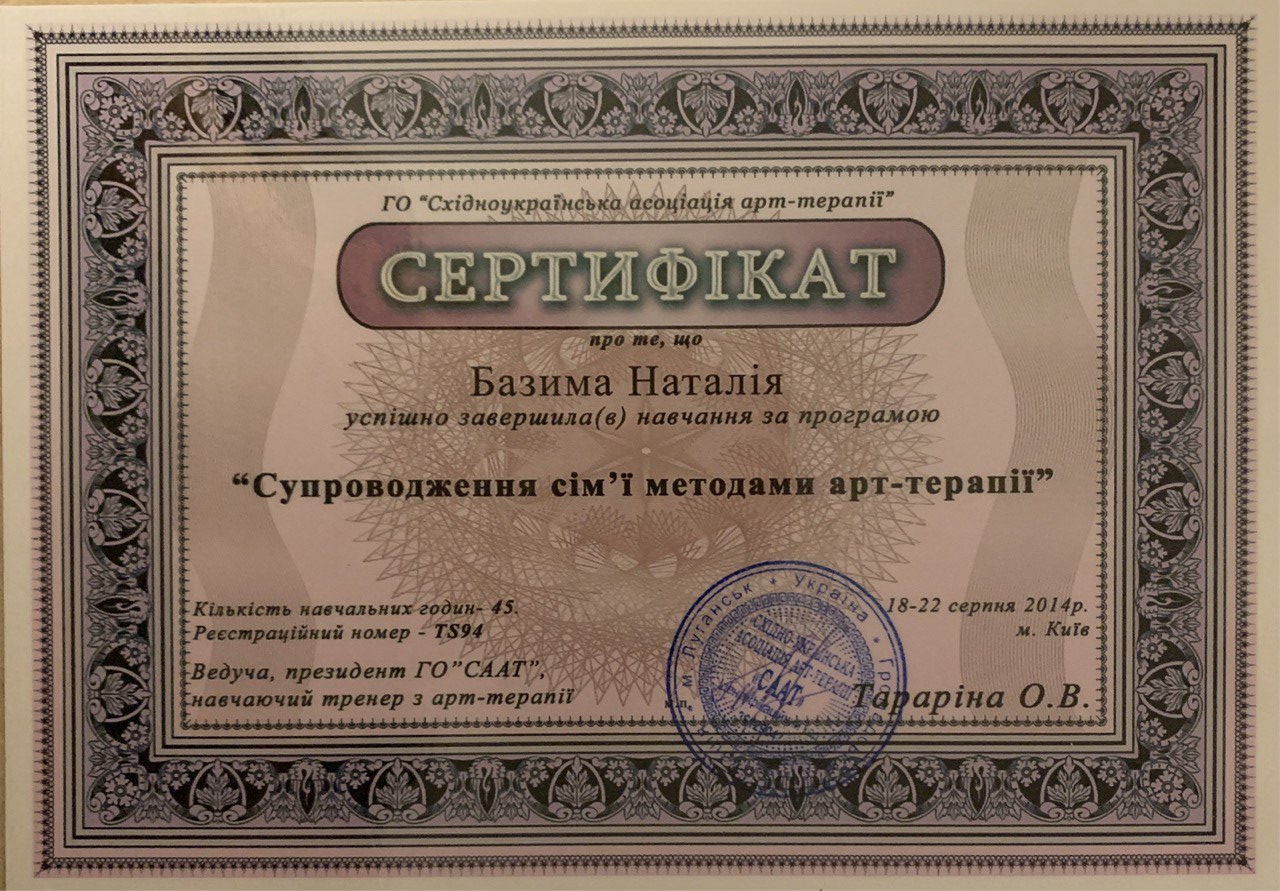 ГО “Східноукраїнська асоціація арт-терапії”
СЕРТИФІКАТ
про те, що
Базима Наталія
успішно завершила(в) навчання за програмою
“Супроводження сім’ї методами арт-терапії”
Кількість навчальних годин- 45.
Реєстраційний номер - TS94
18-22 серпня 2014р.
м. Київ
Ведуча, президент ГО”СААТ”,
навчаючий тренер з арт-терапії
м.п.
Тараріна О.В.
м. Луганськ * Україна *
СХІДНО-УКРАЇНСЬКА
АСОЦІАЦІЯ АРТ-ТЕРАПІЇ
"СААТ"